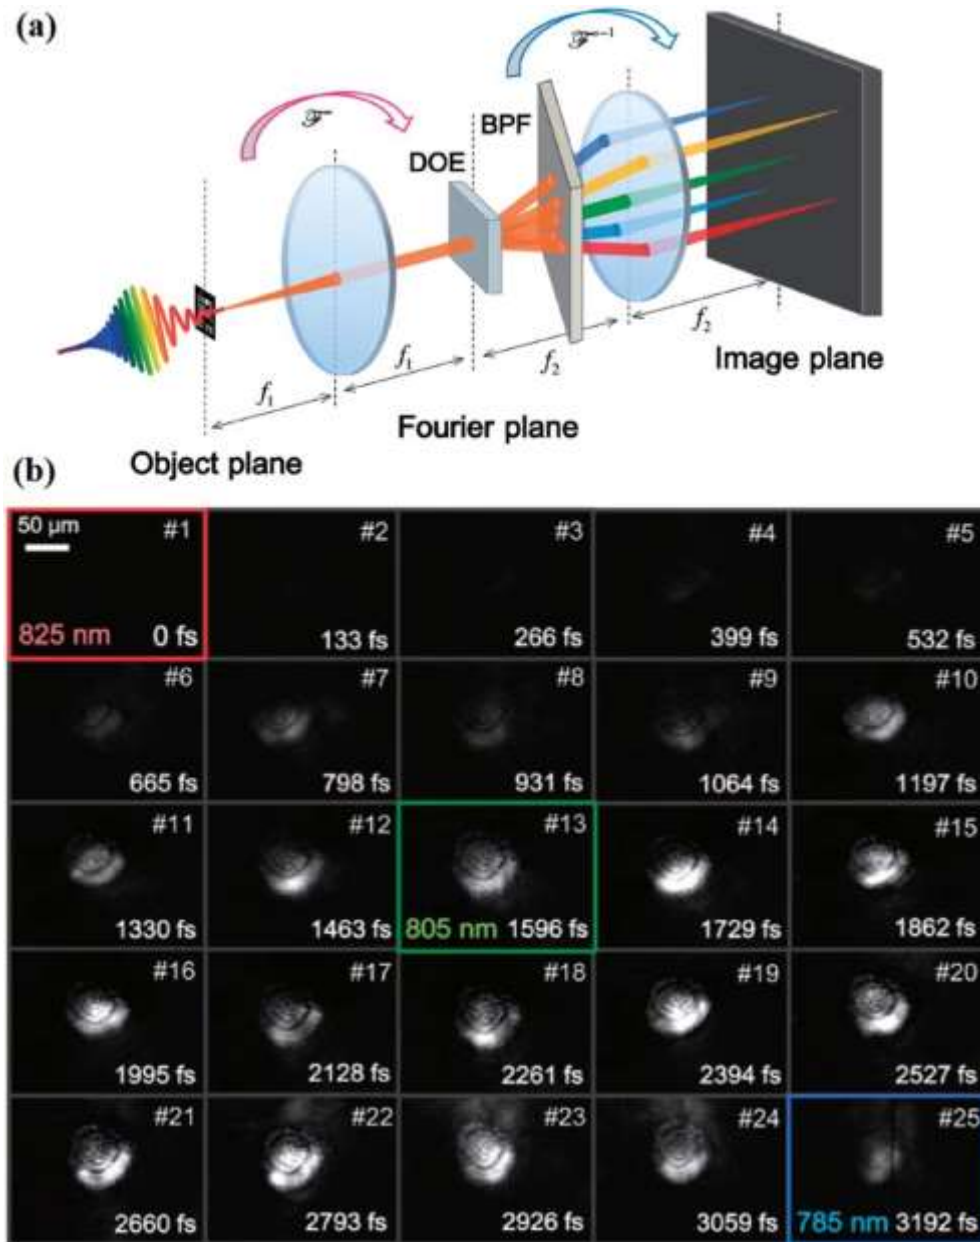 (a)
ℱ
ℱ⁻¹
DOE
BPF
f₁
f₁
f₂
f₂
Object plane
Fourier plane
Image plane
(b)
50 µm
#1
825 nm
0 fs
#2
133 fs
#3
266 fs
#4
399 fs
#5
532 fs
#6
665 fs
#7
798 fs
#8
931 fs
#9
1064 fs
#10
1197 fs
#11
1330 fs
#12
1463 fs
#13
805 nm 1596 fs
#14
1729 fs
#15
1862 fs
#16
1995 fs
#17
2128 fs
#18
2261 fs
#19
2394 fs
#20
2527 fs
#21
2660 fs
#22
2793 fs
#23
2926 fs
#24
3059 fs
#25
785 nm 3192 fs